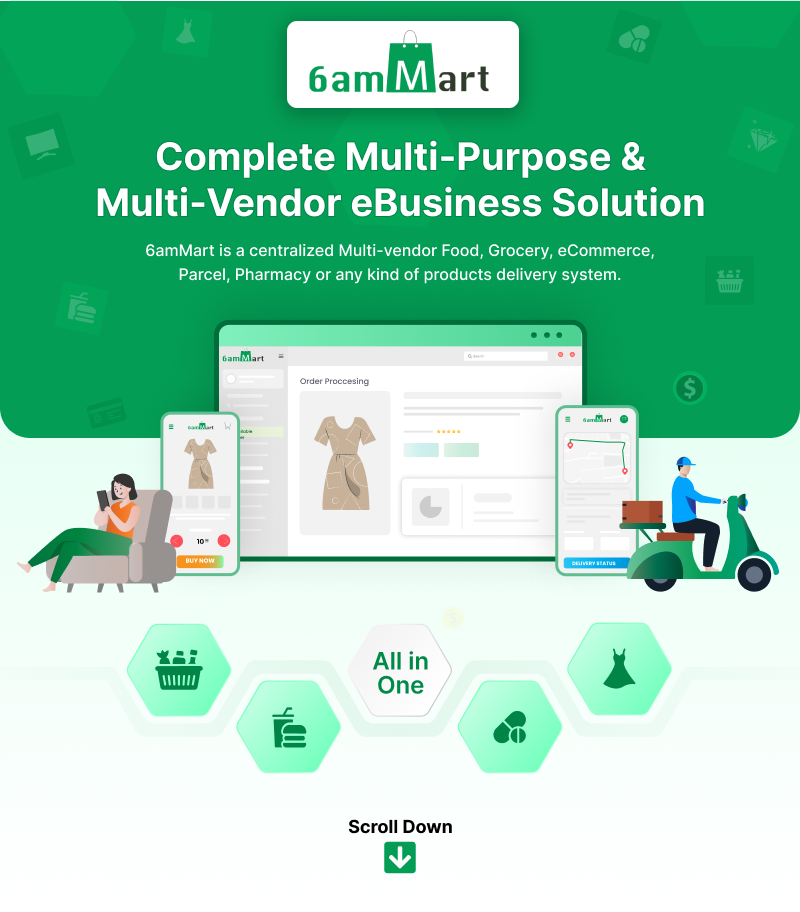 6amMart
Complete Multi-Purpose &
Multi-Vendor eBusiness Solution
6amMart is a centralized Multi-vendor Food, Grocery, eCommerce,
Parcel, Pharmacy or any kind of products delivery system.
6amMart
Search
Order Proccesing
6amMart
10
BUY NOW
6amMart
DELIVERY STATUS
All in
One
Scroll Down